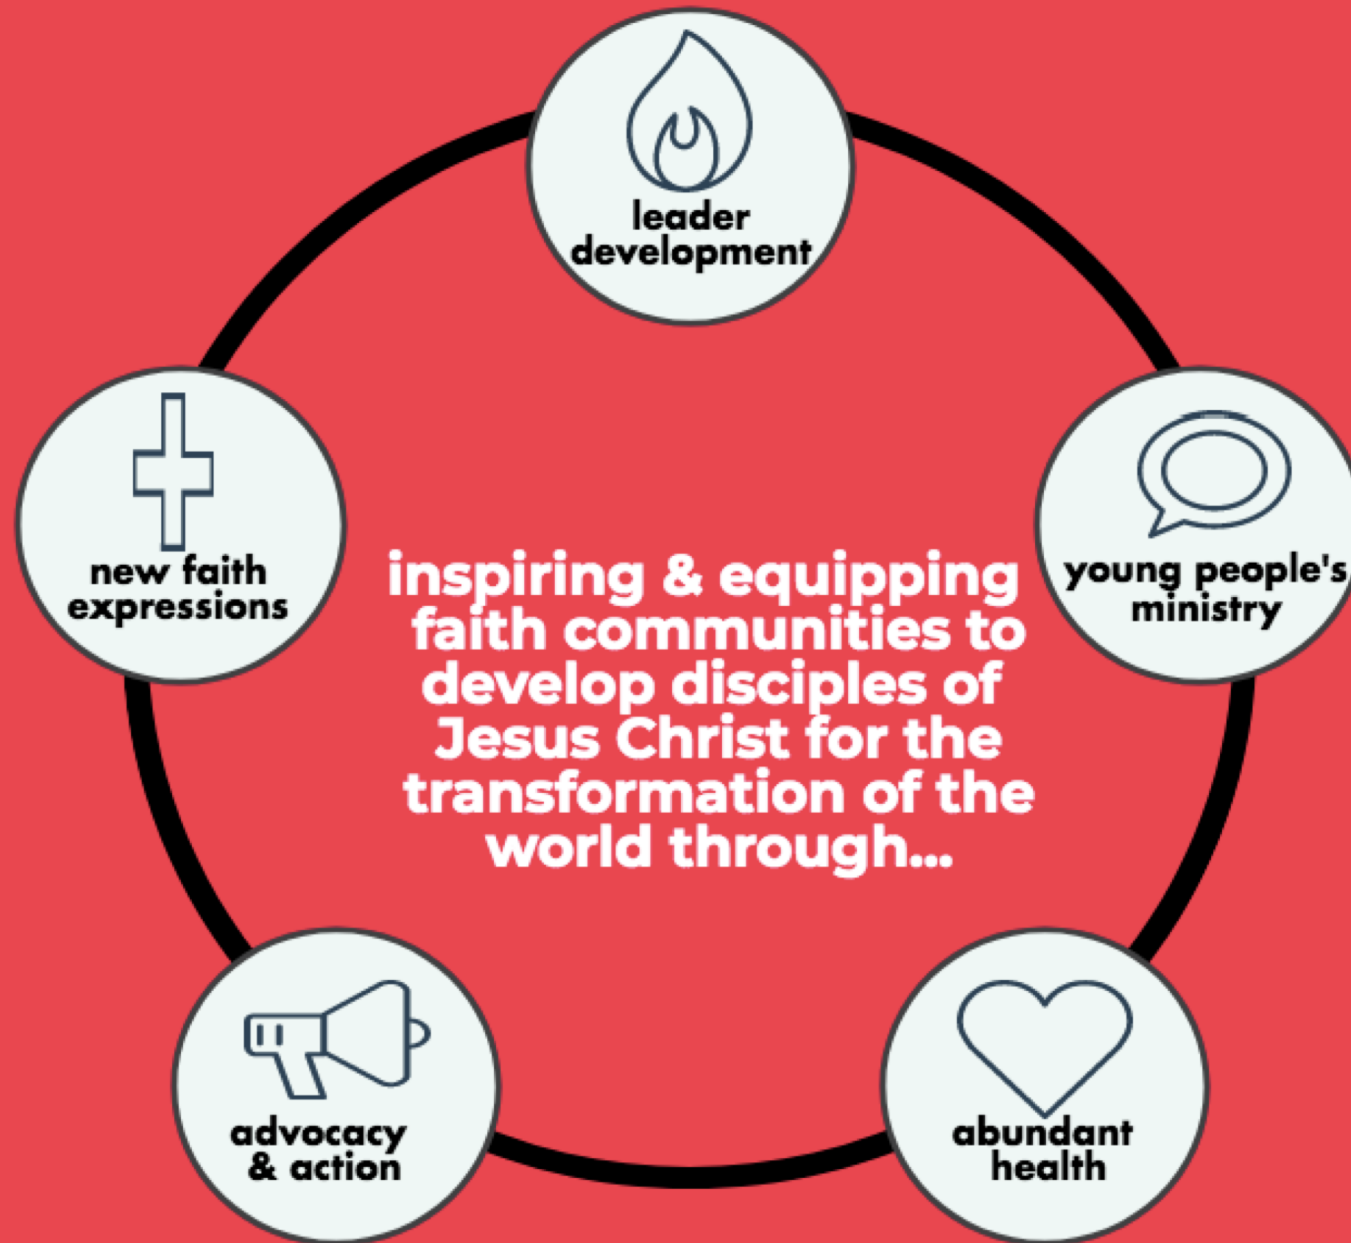 leader
development
new faith
expressions
young people's
ministry
inspiring & equipping
faith communities to
develop disciples of
Jesus Christ for the
transformation of the
world through...
advocacy
& action
abundant
health